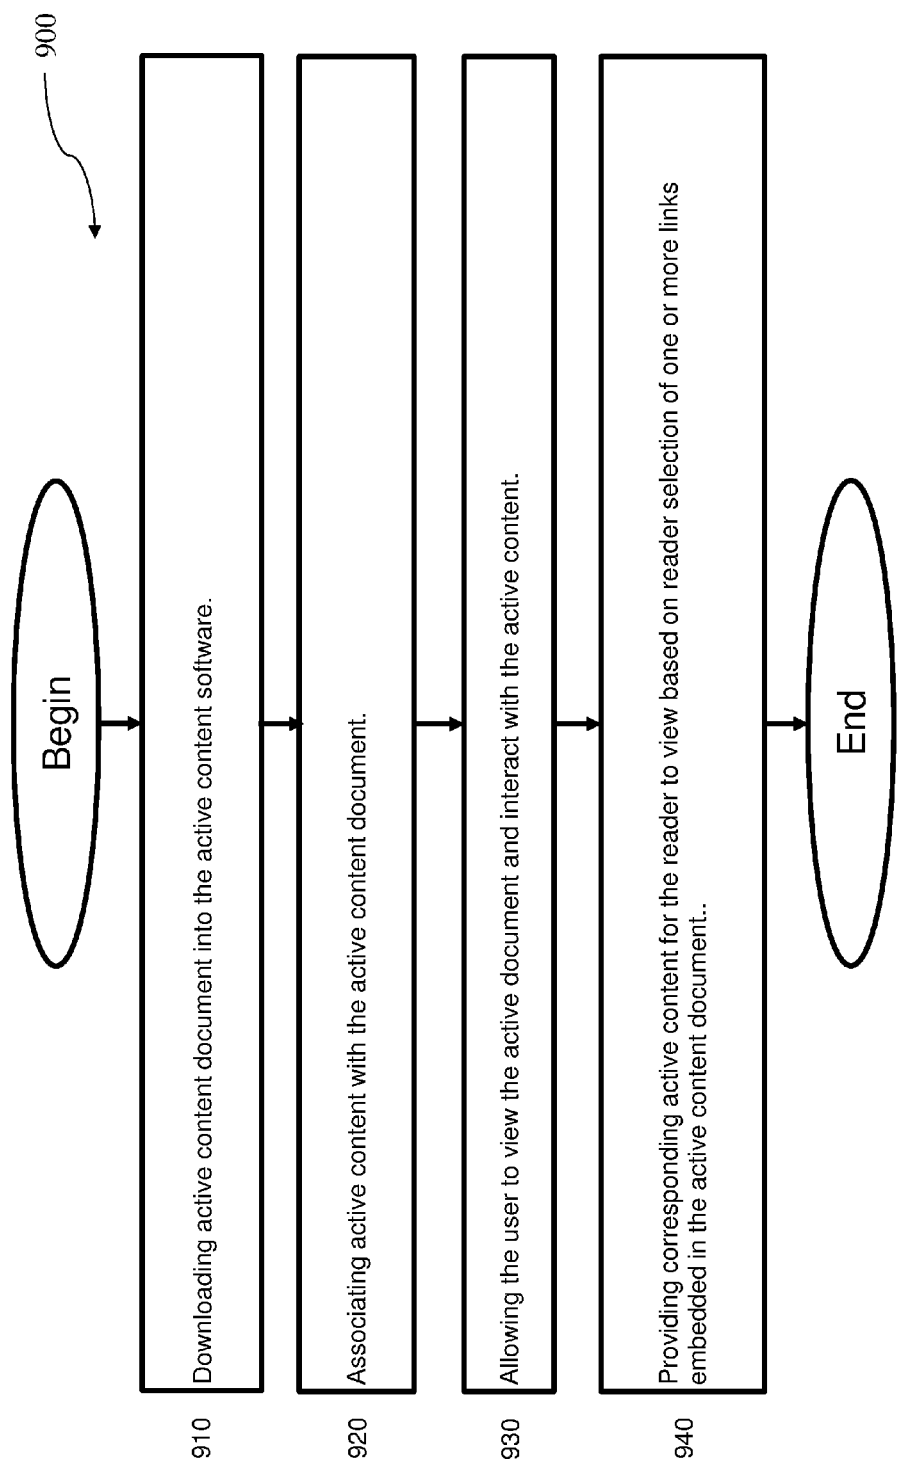 900
Begin
910
Downloading active content document into the active content software.
920
Associating active content with the active content document.
930
Allowing the user to view the active document and interact with the active content.
940
Providing corresponding active content for the reader to view based on reader selection of one or more links
embedded in the active content document..
End